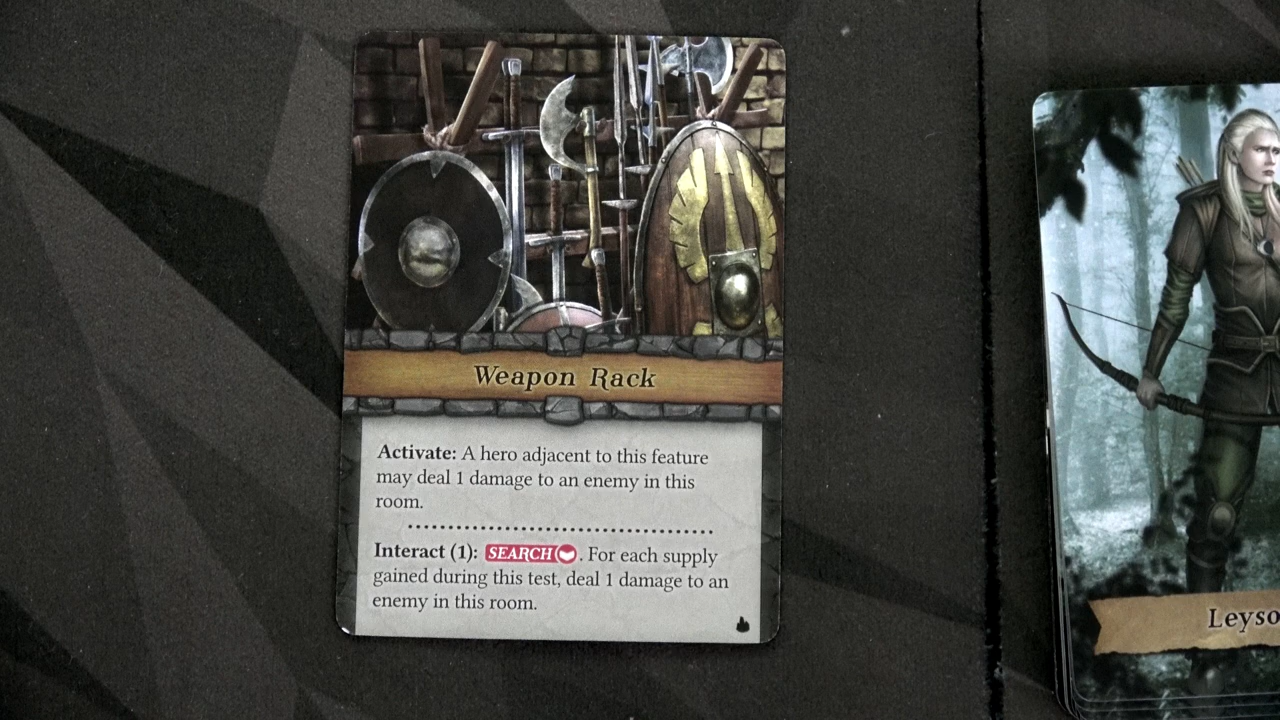 Weapon Rack
Activate: A hero adjacent to this feature
may deal 1 damage to an enemy in this
room.
Interact (1): SEARCH. For each supply
gained during this test, deal 1 damage to an
enemy in this room.
Leyso